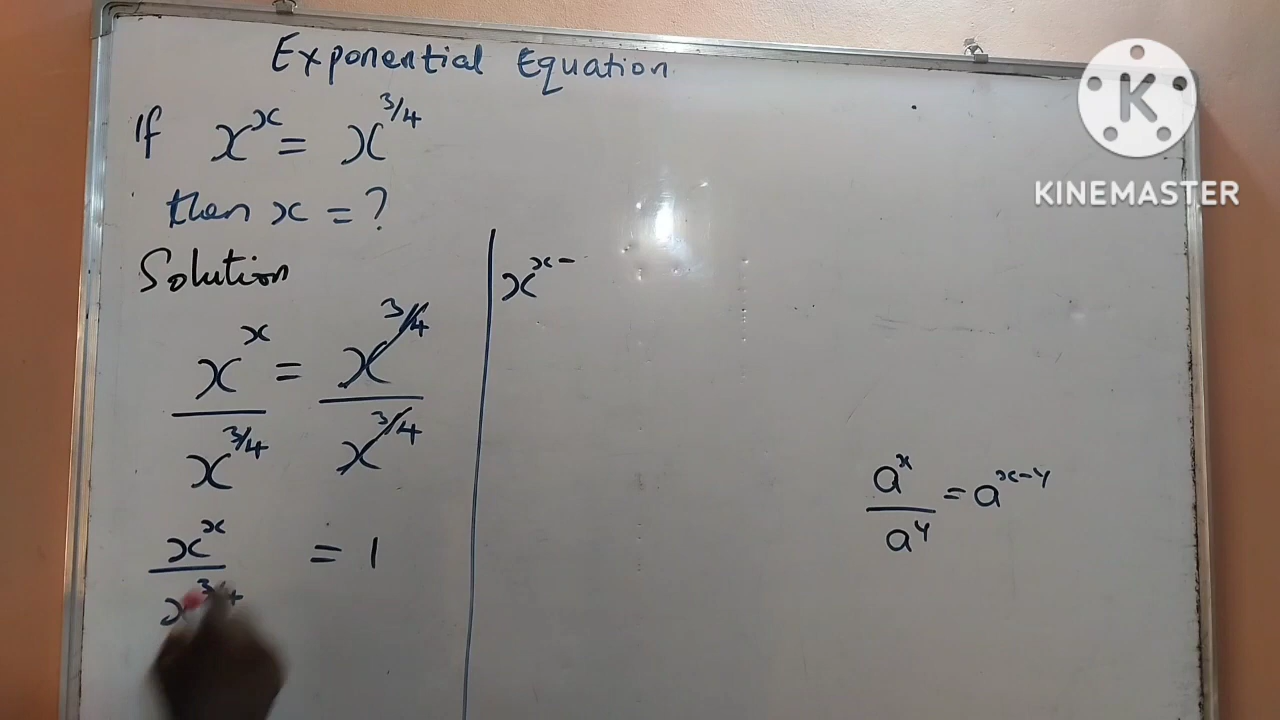 Exponential Equation
If x^x = x^3/4
then x = ?
Solution
x^x / x^3/4 = x^3/4 / x^3/4
x^x / x^3/4 = 1
x^x-
a^x / a^y = a^x-y
K
KINEMASTER